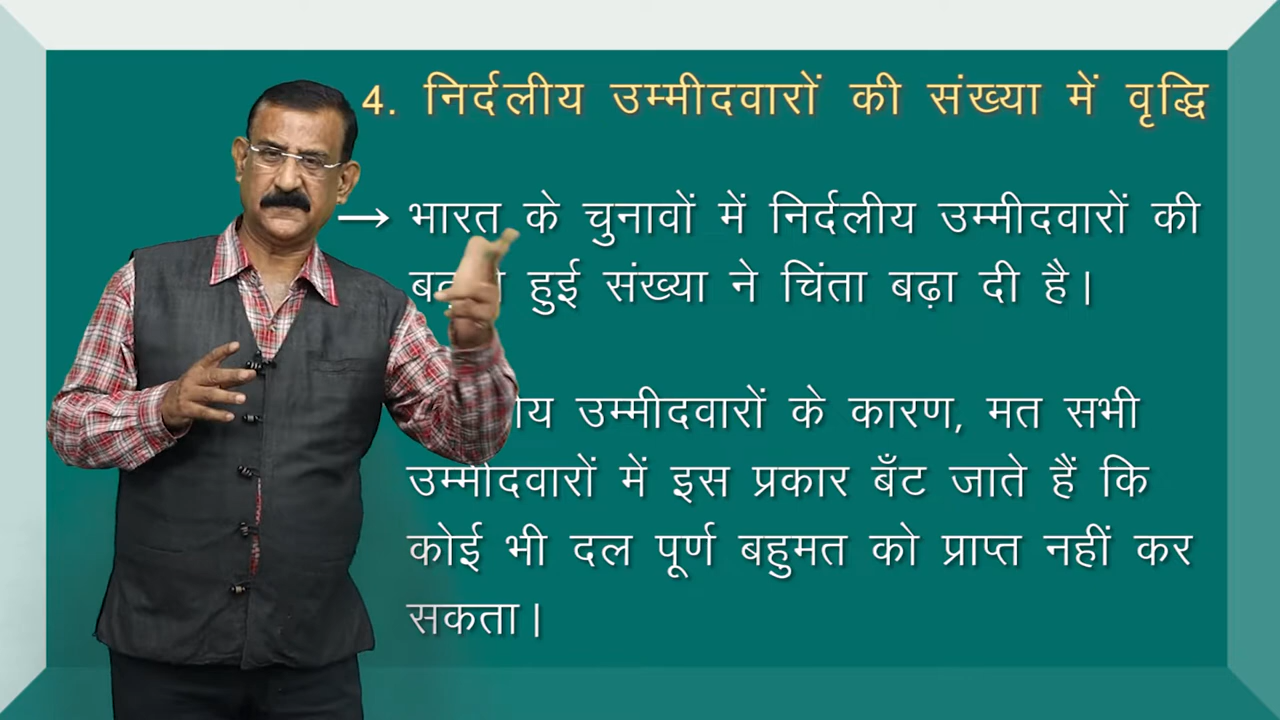 4. निर्दलीय उम्मीदवारों की संख्या में वृद्धि
→ भारत के चुनावों में निर्दलीय उम्मीदवारों की
हुई संख्या ने चिंता बढ़ा दी है।
उम्मीदवारों के कारण, मत सभी
उम्मीदवारों में इस प्रकार बँट जाते हैं कि
कोई भी दल पूर्ण बहुमत को प्राप्त नहीं कर
सकता।